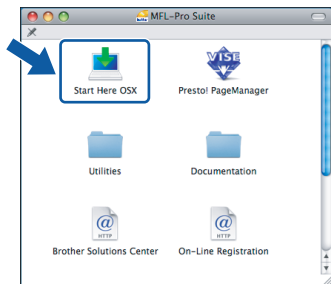 MFL-Pro Suite
Start Here OSX
VISE
Presto! PageManager
Utilities
Documentation
@
HTTP
Brother Solutions Center
@
HTTP
On-Line Registration